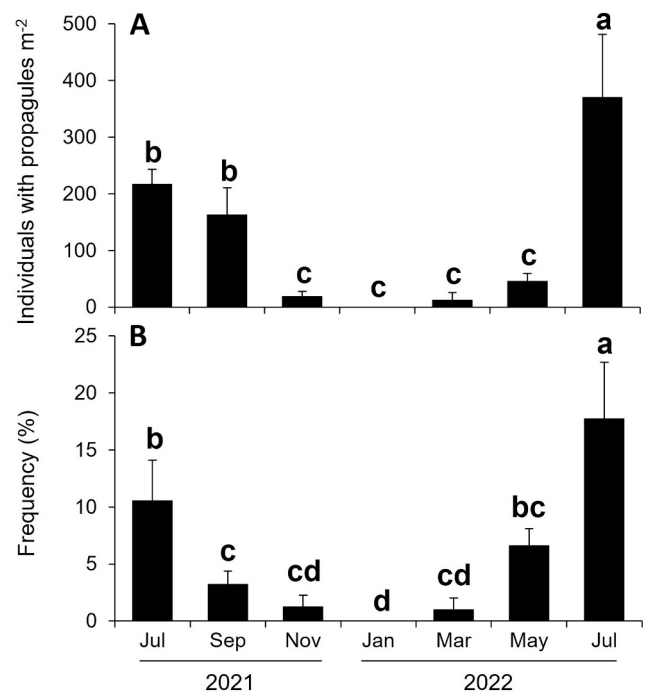 A
Individuals with propagules m-2
500
400
300
200
100
0
b
b
c
c
c
c
a
B
Frequency (%)
25
20
15
10
5
0
b
c
cd
d
cd
bc
a
Jul Sep Nov Jan Mar May Jul
2021 2022